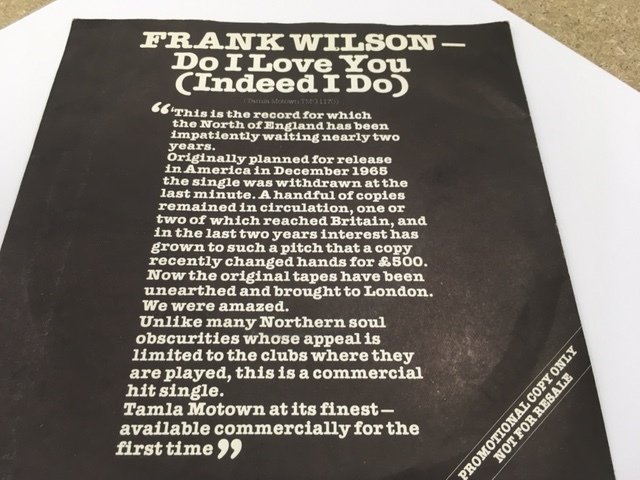 FRANK WILSON—
Do I Love You
(Indeed I Do)
(Tamla Motown TMG 1170)
“‘This is the record for which
the North of England has been
impatiently waiting nearly two
years.
Originally planned for release
in America in December 1965
the single was withdrawn at the
last minute. A handful of copies
remained in circulation, one or
two of which reached Britain, and
in the last two years interest has
grown to such a pitch that a copy
recently changed hands for £500.
Now the original tapes have been
unearthed and brought to London.
We were amazed.
Unlike many Northern soul
obscurities whose appeal is
limited to the clubs where they
are played, this is a commercial
hit single.
Tamla Motown at its finest—
available commercially for the
first time”
PROMOTIONAL COPY ONLY
NOT FOR RESALE